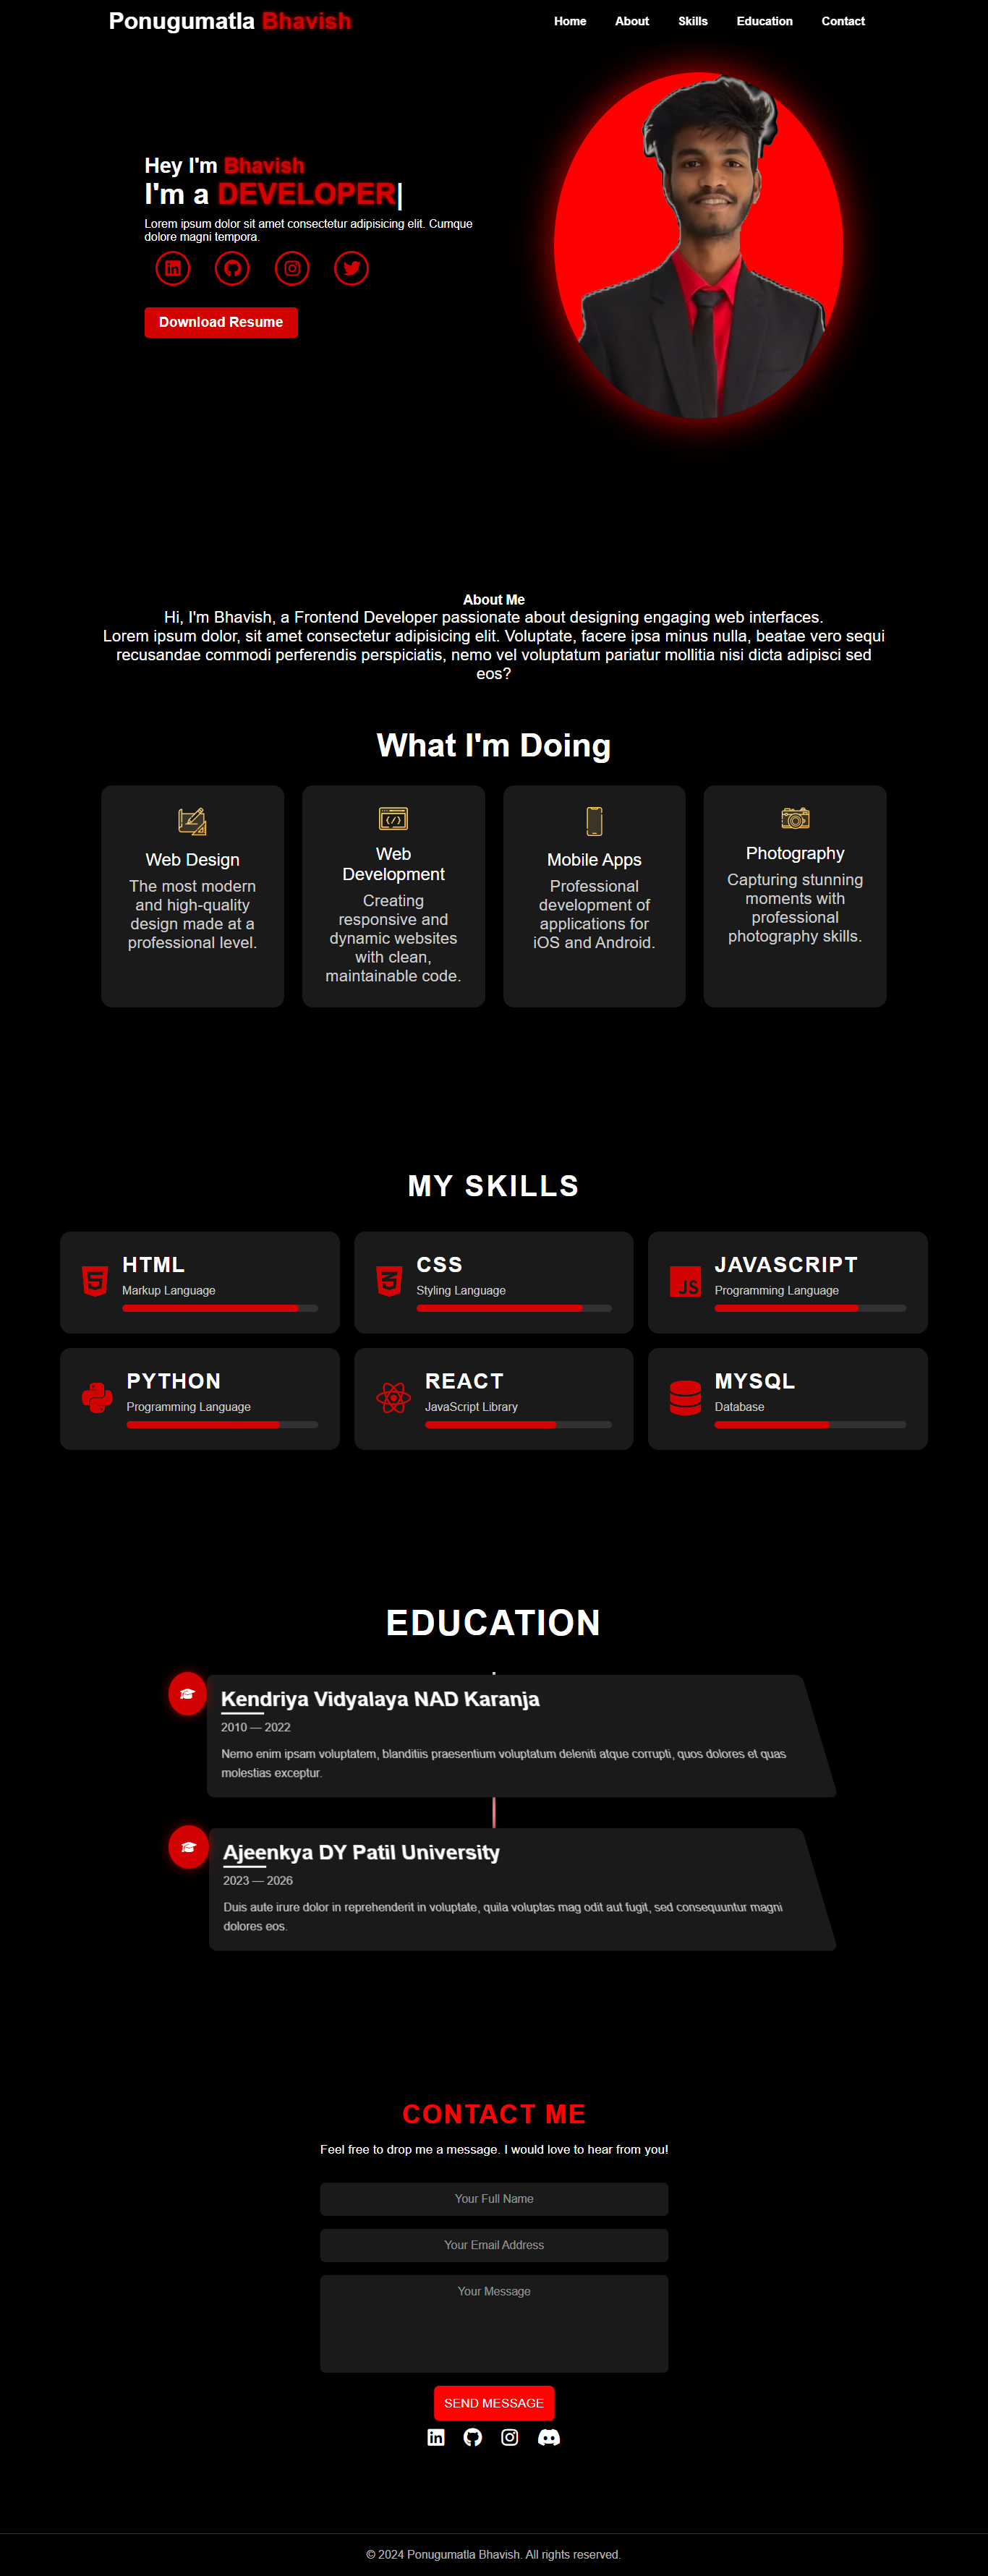 Ponugumatla Bhavish
Home About Skills Education Contact
Hey I'm Bhavish
I'm a DEVELOPER|
Lorem ipsum dolor sit amet consectetur adipisicing elit. Cumque
dolore magni tempora.
Download Resume
About Me
Hi, I'm Bhavish, a Frontend Developer passionate about designing engaging web interfaces.
Lorem ipsum dolor, sit amet consectetur adipisicing elit. Voluptate, facere ipsa minus nulla, beatae vero sequi
recusandae commodi perferendis perspiciatis, nemo vel voluptatum pariatur mollitia nisi dicta adipisci sed
eos?
What I'm Doing
Web Design
The most modern
and high-quality
design made at a
professional level.
Web
Development
Creating
responsive and
dynamic websites
with clean,
maintainable code.
Mobile Apps
Professional
development of
applications for
iOS and Android.
Photography
Capturing stunning
moments with
professional
photography skills.
MY SKILLS
HTML
Markup Language
CSS
Styling Language
JS
JAVASCRIPT
Programming Language
PYTHON
Programming Language
REACT
JavaScript Library
MYSQL
Database
EDUCATION
Kendriya Vidyalaya NAD Karanja
2010 — 2022
Nemo enim ipsam voluptatem, blanditiis praesentium voluptatum deleniti atque corrupti, quos dolores et quas
molestias exceptur.
Ajeenkya DY Patil University
2023 — 2026
Duis aute irure dolor in reprehenderit in voluptate, quila voluptas mag odit aut fugit, sed consequuntur magni
dolores eos.
CONTACT ME
Feel free to drop me a message. I would love to hear from you!
Your Full Name
Your Email Address
Your Message
SEND MESSAGE
© 2024 Ponugumatla Bhavish. All rights reserved.